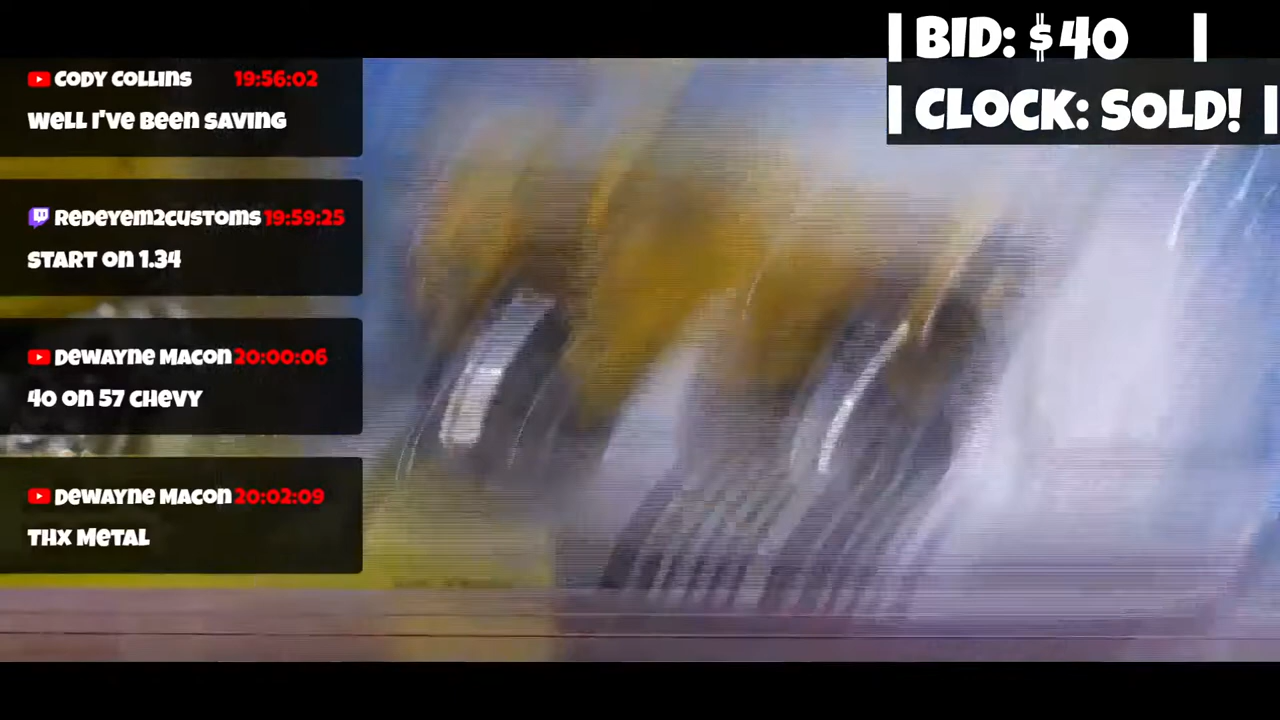 | BID: $40 |
| CLOCK: SOLD! |
CODY COLLINS 19:56:02
WELL I'VE BEEN SAVING
REDEYEM2CUSTOMS 19:59:25
START ON 1.34
DEWAYNE MACON 20:00:06
40 ON 57 CHEVY
DEWAYNE MACON 20:02:09
THX METAL